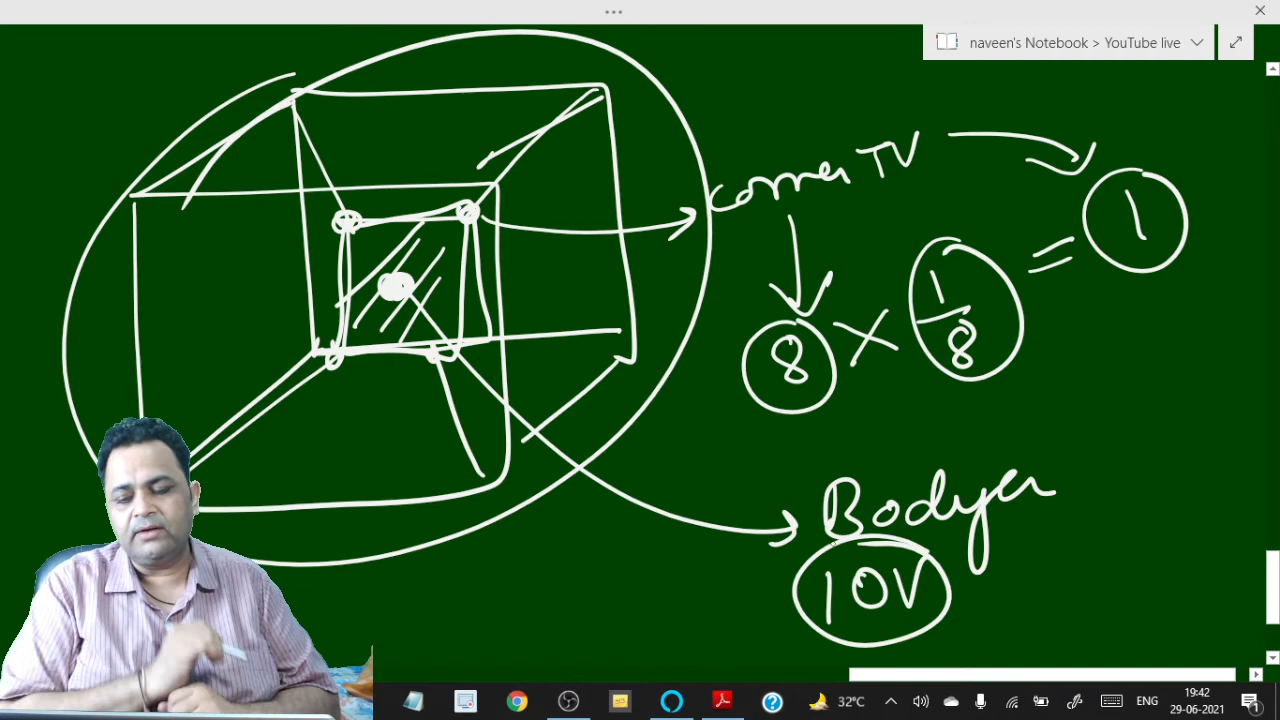 naveen's Notebook > YouTube live
corner TV
1
8 × 1/8 =
Bodyer
1 OV
32°C
ENG
19:42
29-06-2021
1